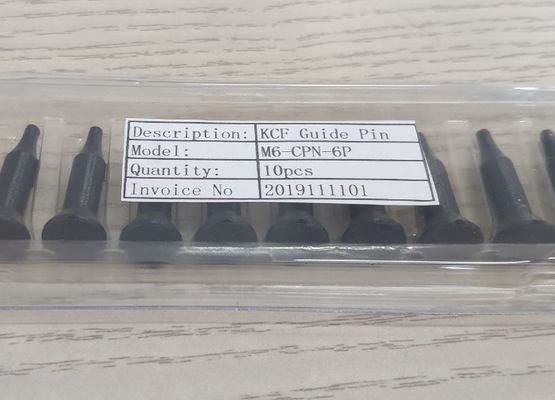 Description: KCF Guide Pin
Model: M6-CPN-6P
Quantity: 10pcs
Invoice No 2019111101